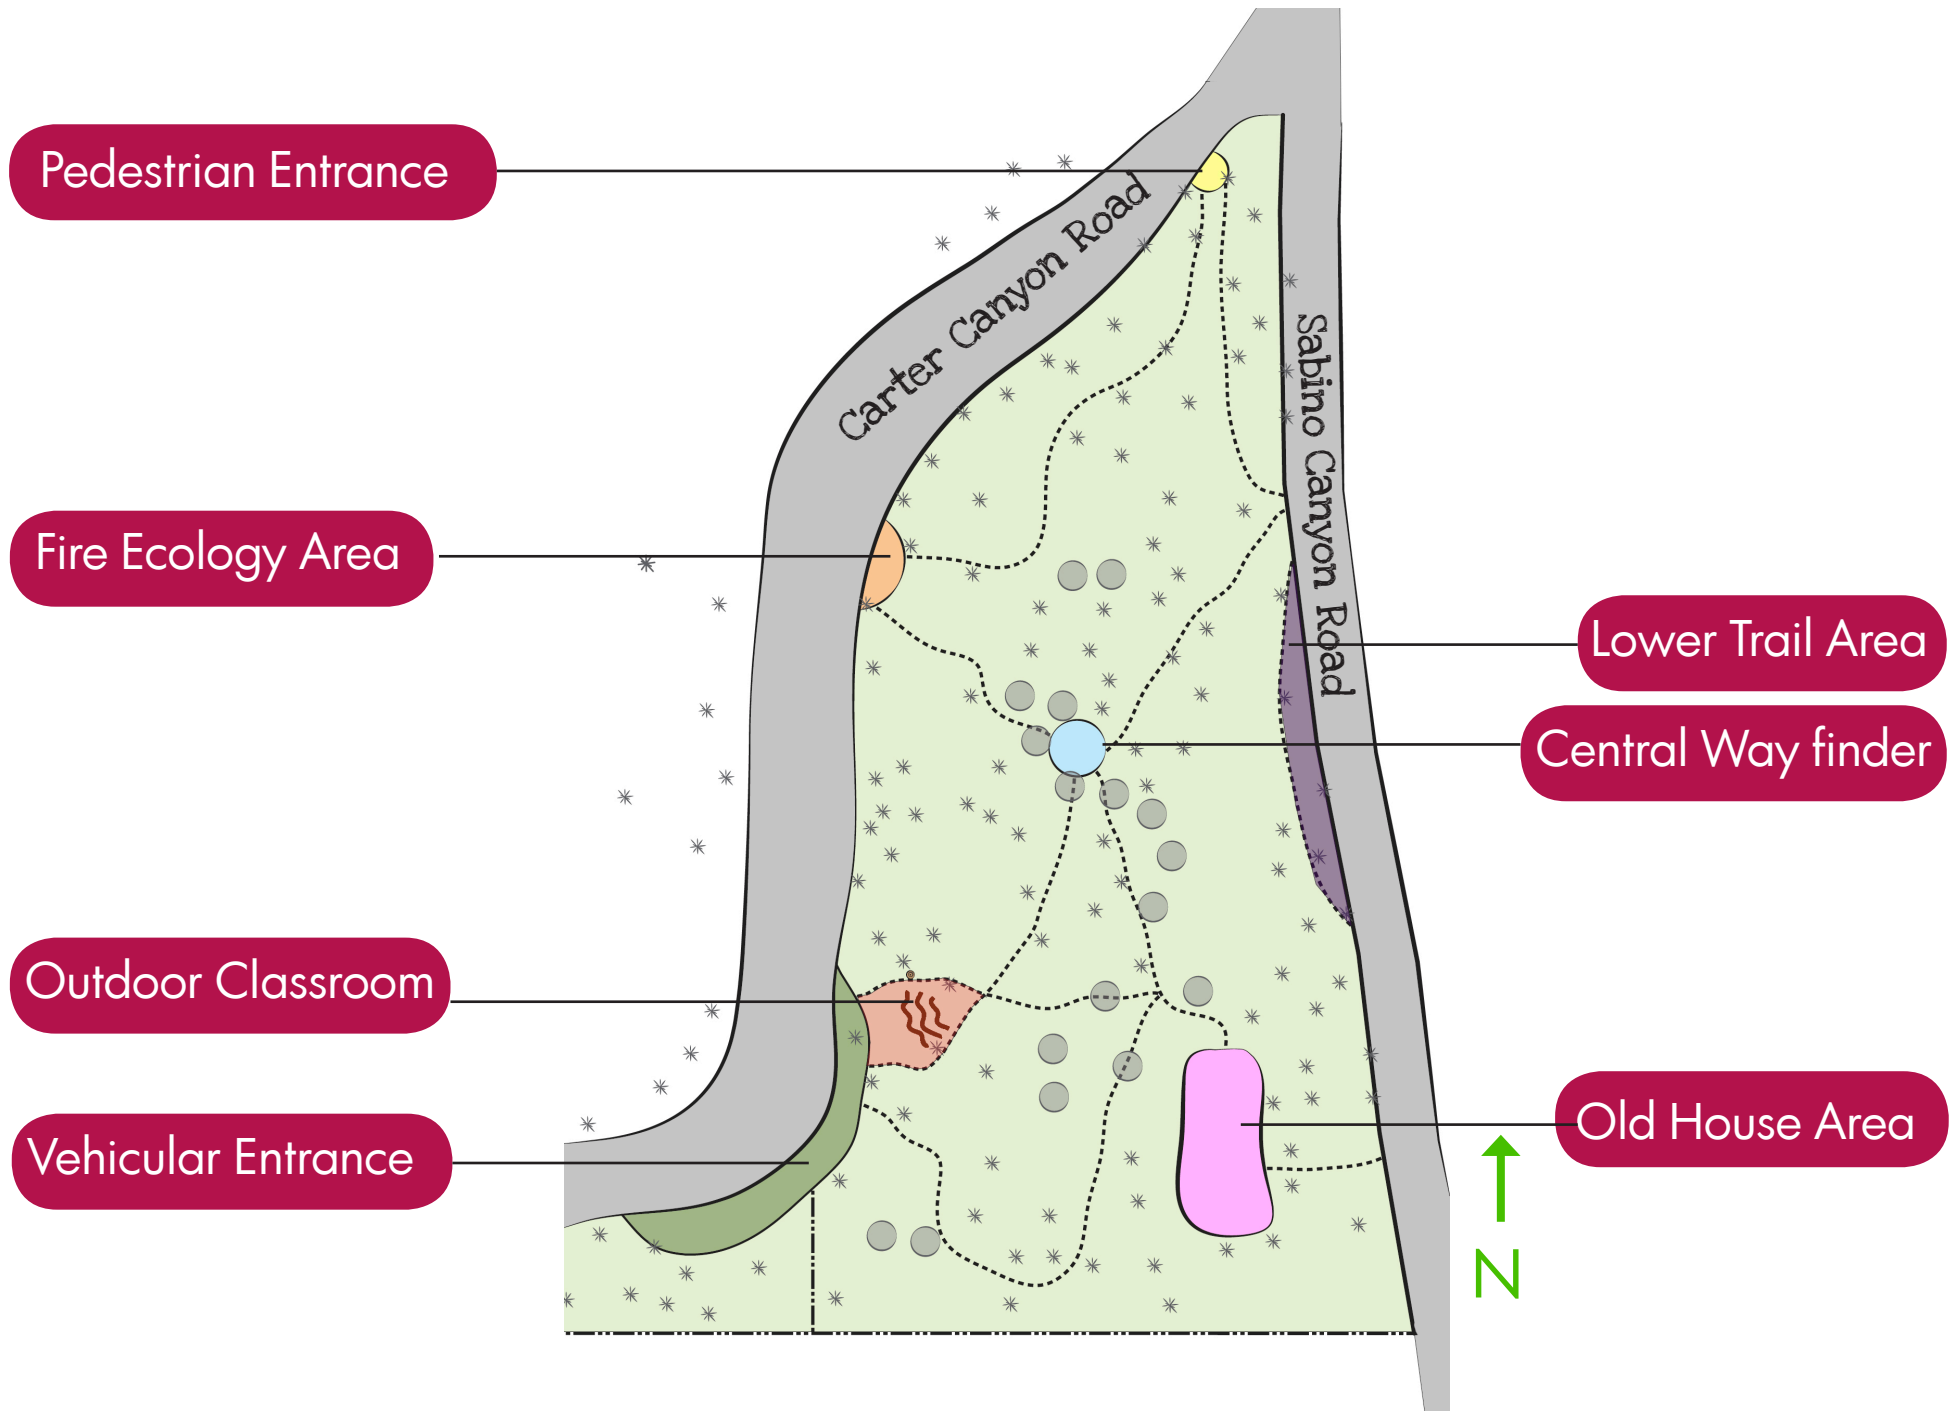 Pedestrian Entrance
Carter Canyon Road
Sabino Canyon Road
Fire Ecology Area
Lower Trail Area
Central Way finder
Outdoor Classroom
Old House Area
Vehicular Entrance
N